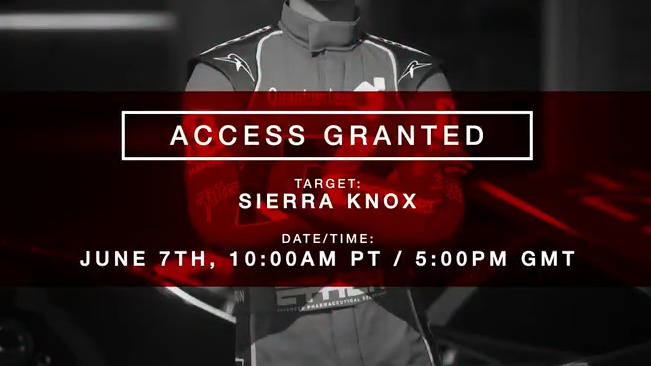 ACCESS GRANTED
TARGET:
SIERRA KNOX
DATE/TIME:
JUNE 7TH, 10:00AM PT / 5:00PM GMT